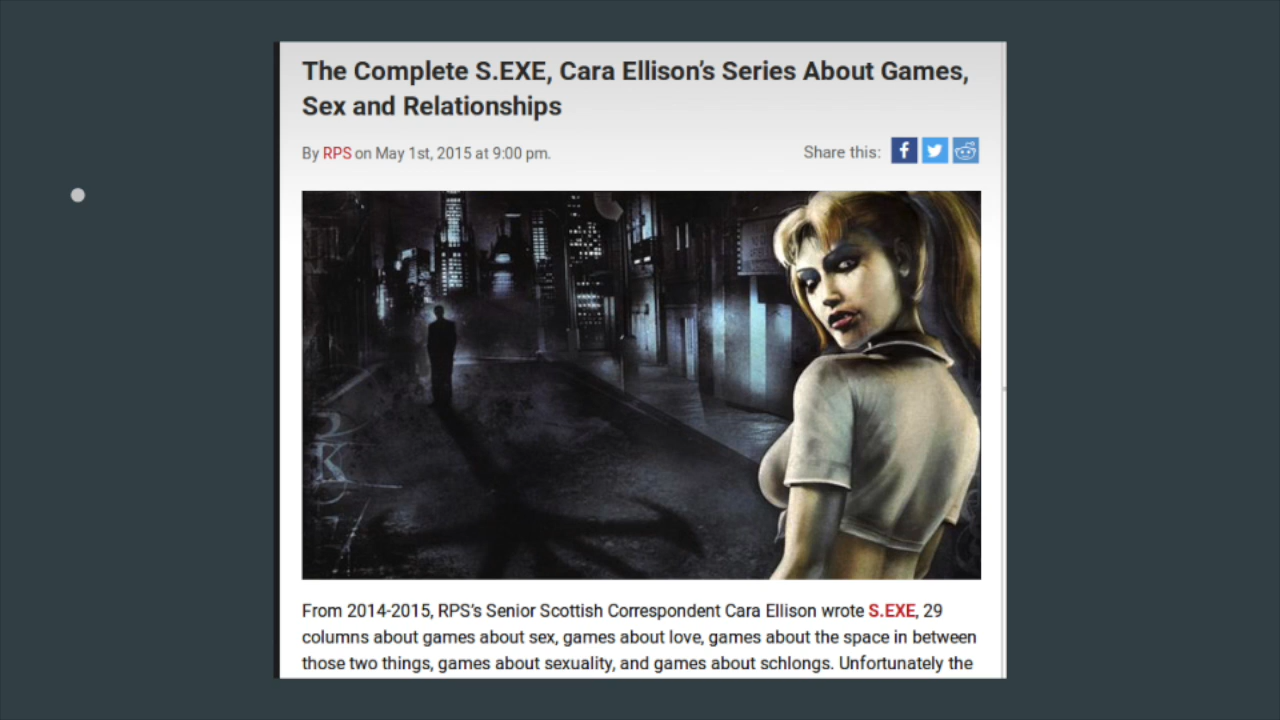 The Complete S.EXE, Cara Ellison's Series About Games,
Sex and Relationships
By RPS on May 1st, 2015 at 9:00 pm.
Share this:
From 2014-2015, RPS's Senior Scottish Correspondent Cara Ellison wrote S.EXE, 29
columns about games about sex, games about love, games about the space in between
those two things, games about sexuality, and games about schlongs. Unfortunately the